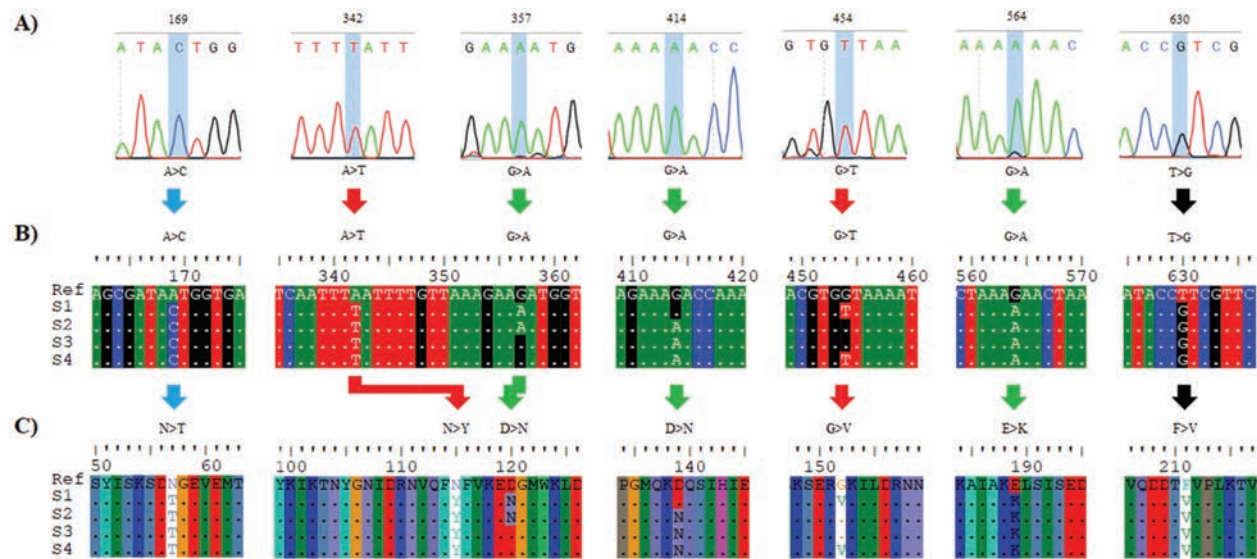 A)
169 342 357 414 454 564 630
A T A C T G G T T T T A T T G A A A A T G A A A A A C C G T G T T A A A A A A A A C A C C G T C G
A>C A>T G>A G>A G>T G>A T>G
B)
A>C A>T G>A G>A G>T G>A T>G
170 340 350 360 410 420 450 460 560 570 630
Ref AGCGATAATGGTGA TCAATTTAATTTTGTTAAAGAAGATGGT AGAAAGACCAAA ACGTGGTAAAAT CTAAAGAACTAA ATACCTTCGTTC
S1 .......C...... .......T..............A..... ............ .....T...... .....A...... .....G......
S2 .......C...... .......T..............A..... .....A...... ............ .....A...... .....G......
S3 .......C...... .......T.................... .....A...... ............ .....A...... .....G......
S4 .......C...... .......T.................... .....A...... .....T...... .....A...... .....G......
C)
N>T N>Y D>N D>N G>V E>K F>V
50 60 100 110 120 140 150 190 210
Ref SYISKSDNGEVEMT YKIKTNYGNIDRNVQFNFVKEDGMWKLD PGMQKDQSIHIE KSEKGKILDRNN KAIAKELSISED VQDDTFVPLKTV
S1 .......T...... ................Y....N...... ............ ....V....... .....K...... .....V......
S2 .......T...... ................Y....N...... .....N...... ............ .....K...... .....V......
S3 .......T...... ................Y........... .....N...... ............ .....K...... .....V......
S4 .......T...... ................Y........... .....N...... ....V....... .....K...... .....V......